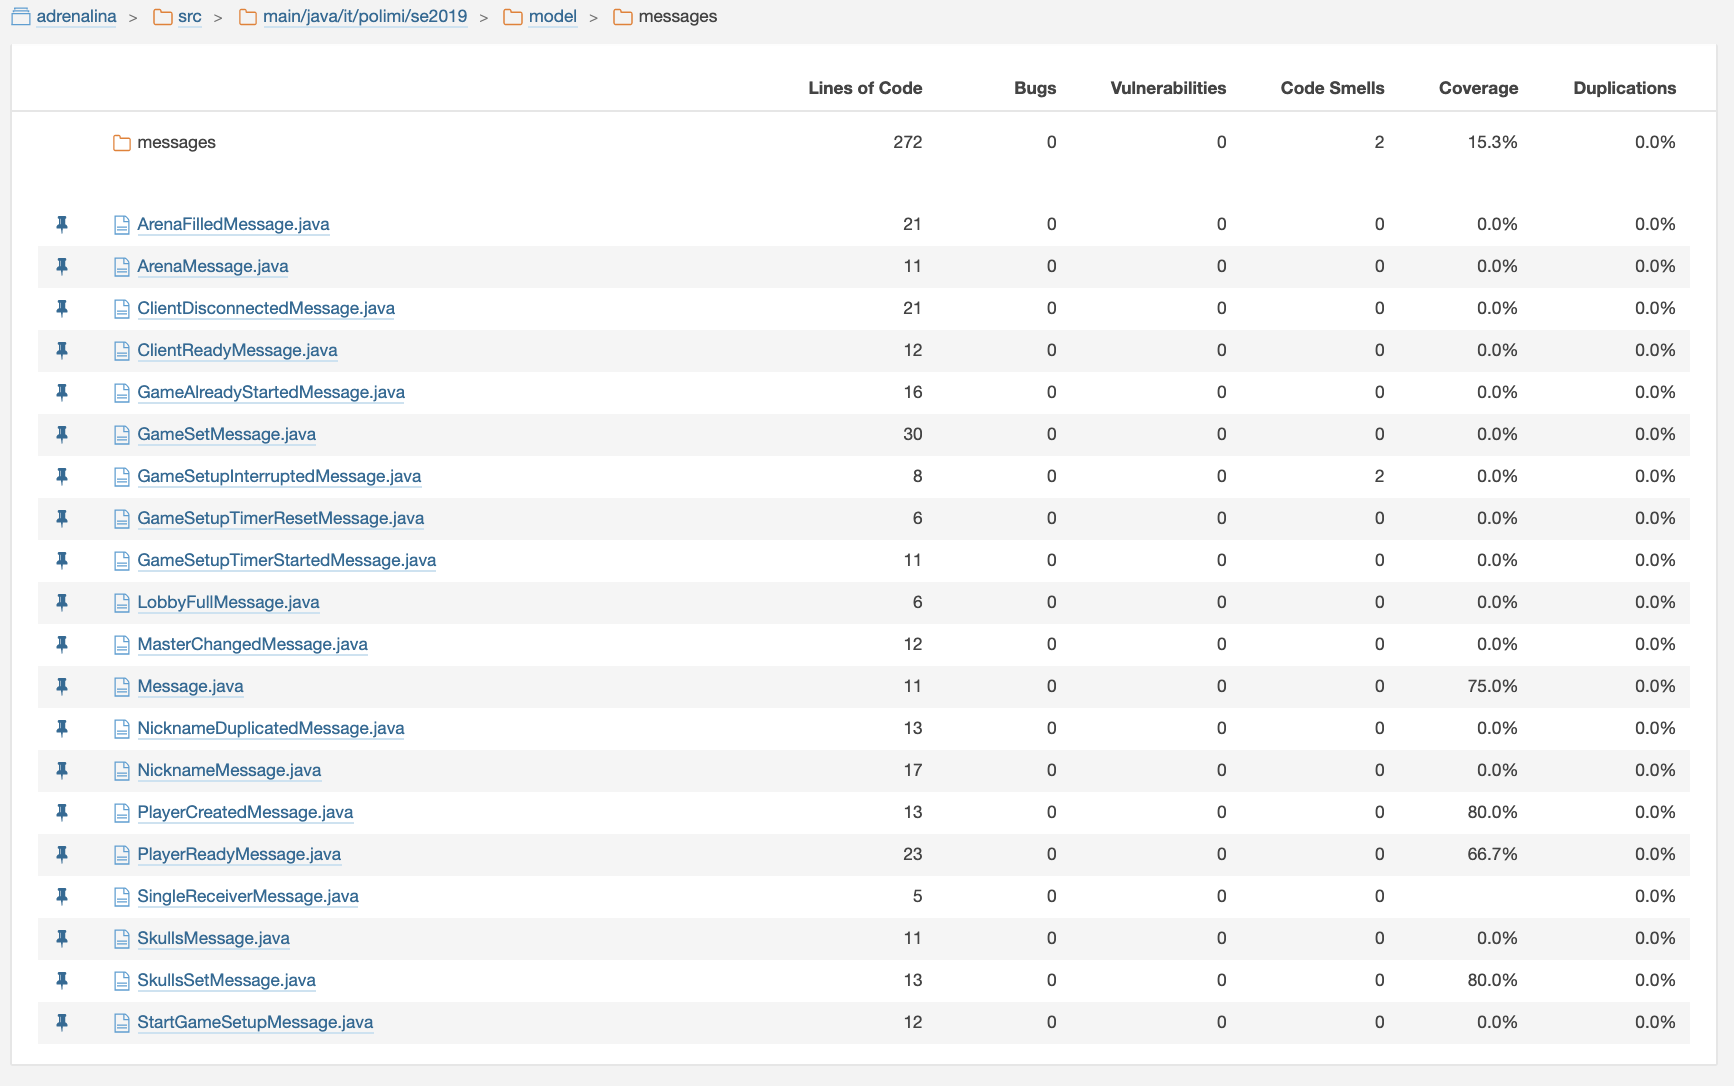 adrenalina > src > main/java/it/polimi/se2019 > model > messages
Lines of Code Bugs Vulnerabilities Code Smells Coverage Duplications
messages 272 0 0 2 15.3% 0.0%
ArenaFilledMessage.java 21 0 0 0 0.0% 0.0%
ArenaMessage.java 11 0 0 0 0.0% 0.0%
ClientDisconnectedMessage.java 21 0 0 0 0.0% 0.0%
ClientReadyMessage.java 12 0 0 0 0.0% 0.0%
GameAlreadyStartedMessage.java 16 0 0 0 0.0% 0.0%
GameSetMessage.java 30 0 0 0 0.0% 0.0%
GameSetupInterruptedMessage.java 8 0 0 2 0.0% 0.0%
GameSetupTimerResetMessage.java 6 0 0 0 0.0% 0.0%
GameSetupTimerStartedMessage.java 11 0 0 0 0.0% 0.0%
LobbyFullMessage.java 6 0 0 0 0.0% 0.0%
MasterChangedMessage.java 12 0 0 0 0.0% 0.0%
Message.java 11 0 0 0 75.0% 0.0%
NicknameDuplicatedMessage.java 13 0 0 0 0.0% 0.0%
NicknameMessage.java 17 0 0 0 0.0% 0.0%
PlayerCreatedMessage.java 13 0 0 0 80.0% 0.0%
PlayerReadyMessage.java 23 0 0 0 66.7% 0.0%
SingleReceiverMessage.java 5 0 0 0 0.0%
SkullsMessage.java 11 0 0 0 0.0% 0.0%
SkullsSetMessage.java 13 0 0 0 80.0% 0.0%
StartGameSetupMessage.java 12 0 0 0 0.0% 0.0%